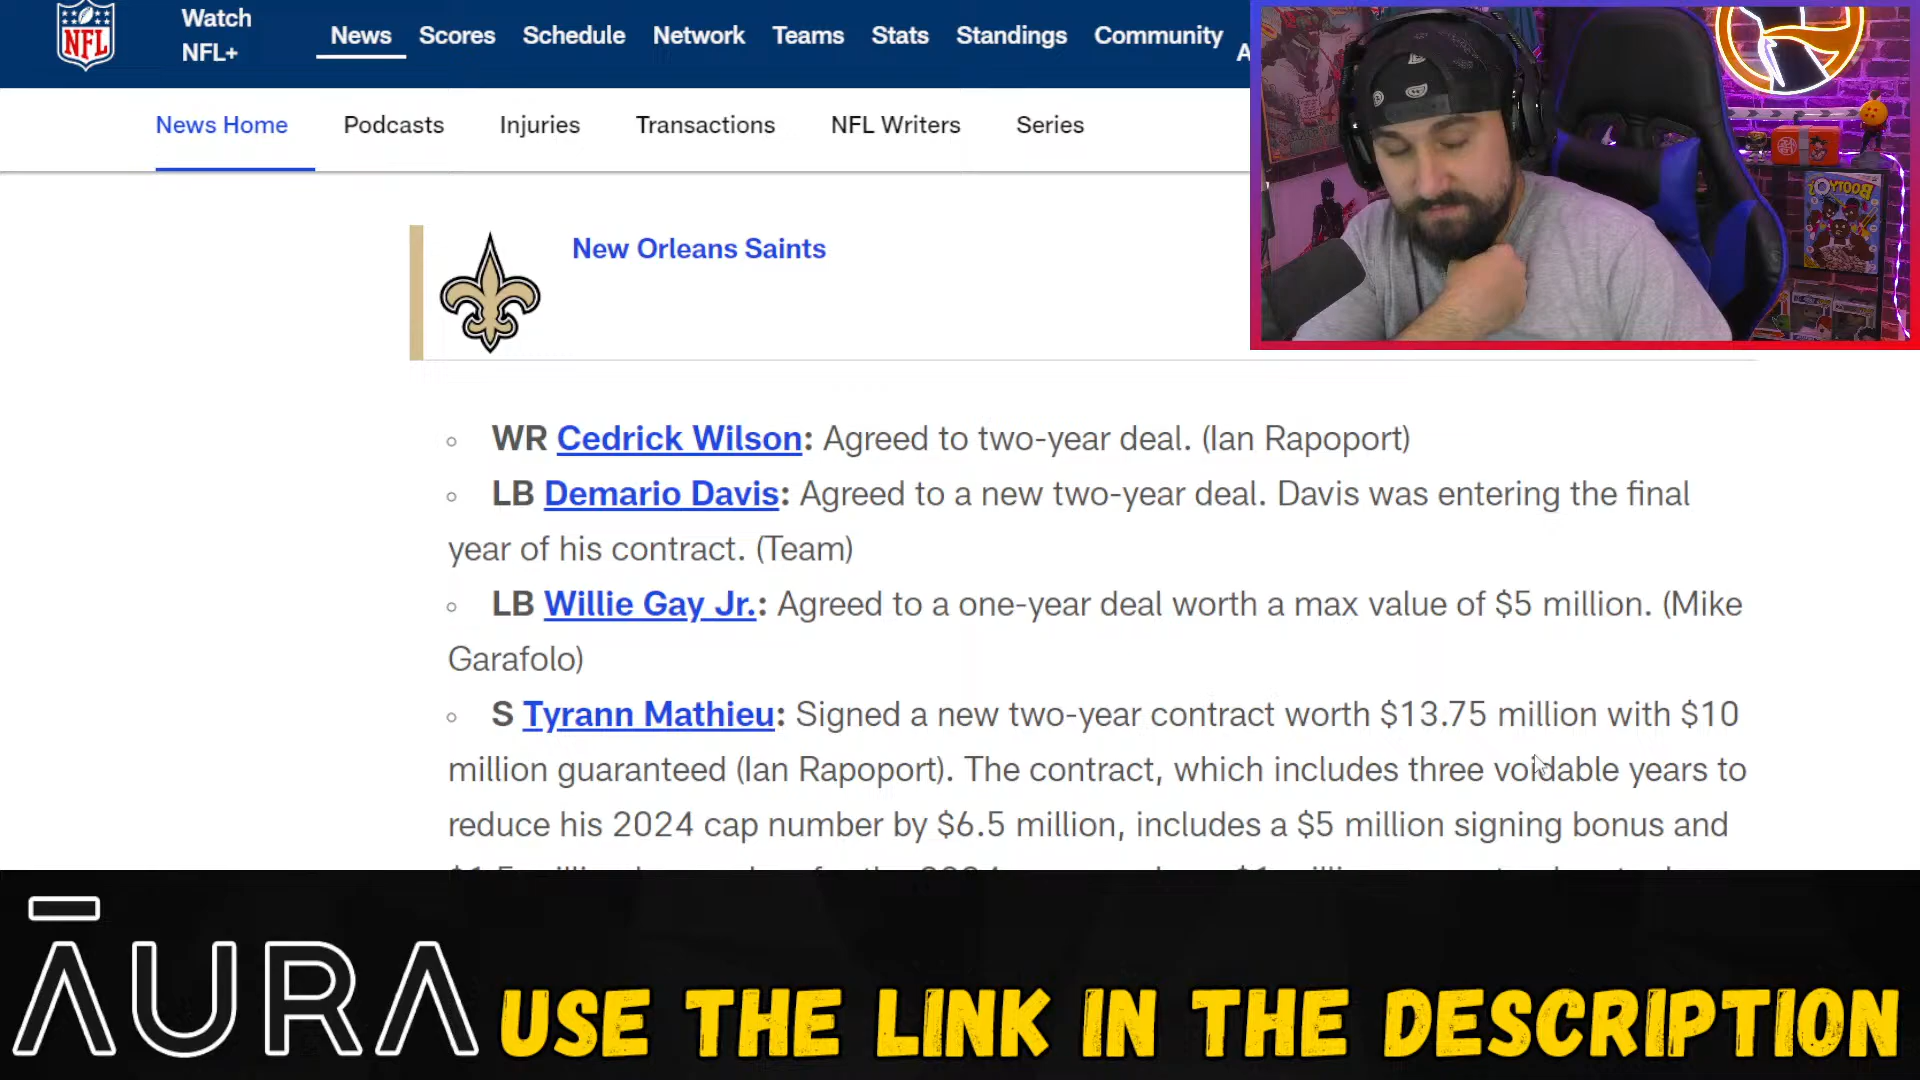 NFL
Watch
NFL+
News Scores Schedule Network Teams Stats Standings Community
A
News Home Podcasts Injuries Transactions NFL Writers Series
New Orleans Saints
WR Cedrick Wilson: Agreed to two-year deal. (Ian Rapoport)
LB Demario Davis: Agreed to a new two-year deal. Davis was entering the final
year of his contract. (Team)
LB Willie Gay Jr.: Agreed to a one-year deal worth a max value of $5 million. (Mike
Garafolo)
S Tyrann Mathieu: Signed a new two-year contract worth $13.75 million with $10
million guaranteed (Ian Rapoport). The contract, which includes three voidable years to
reduce his 2024 cap number by $6.5 million, includes a $5 million signing bonus and
ĀURA
USE THE LINK IN THE DESCRIPTION